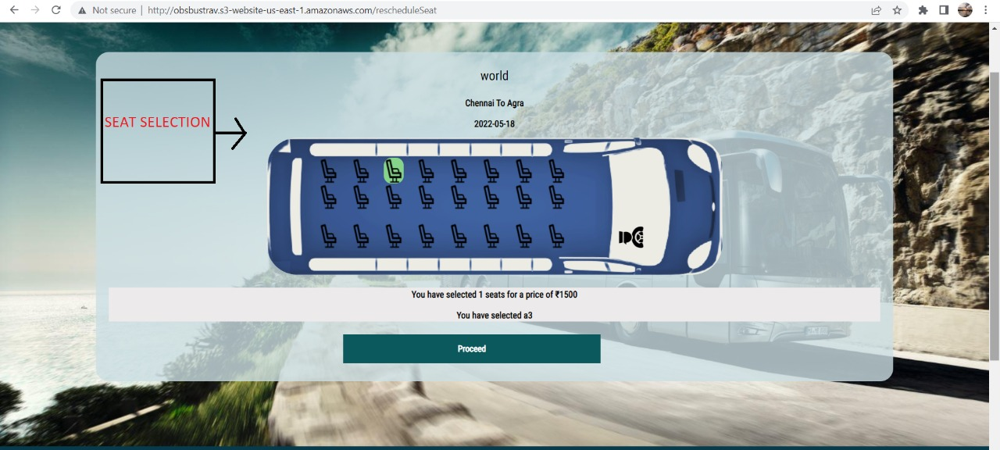 Not secure | http://obsbustrav.s3-website-us-east-1.amazonaws.com/rescheduleSeat
world
Chennai To Agra
2022-05-18
SEAT SELECTION
You have selected 1 seats for a price of ₹1500
You have selected a3
Proceed